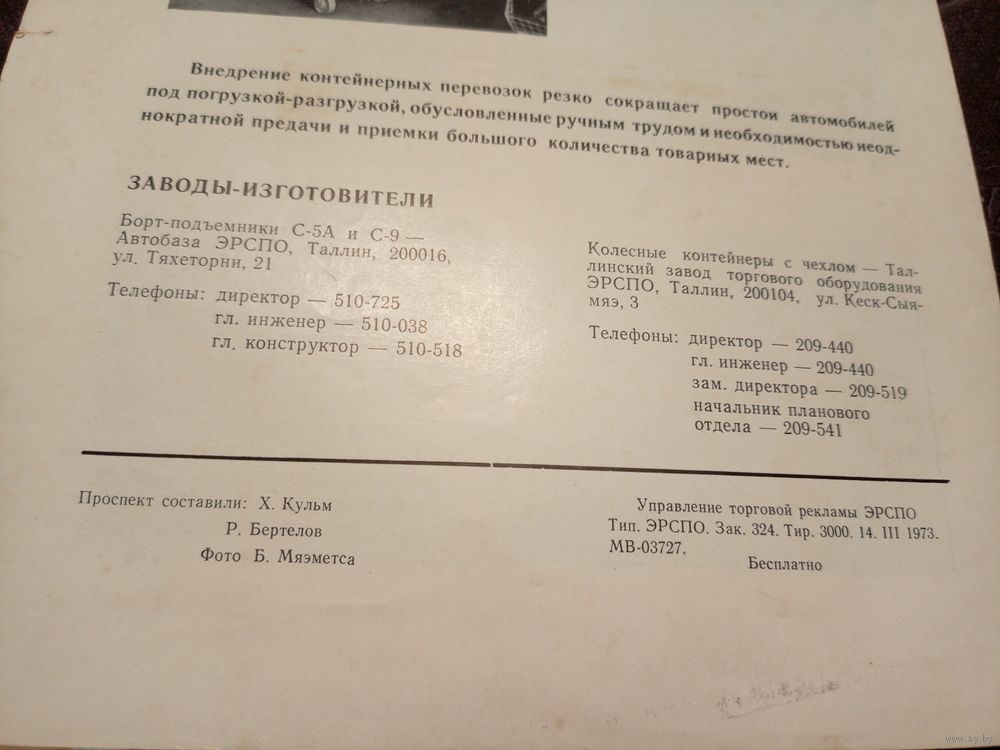 Внедрение контейнерных перевозок резко сокращает простои автомобилей
под погрузкой-разгрузкой, обусловленные ручным трудом и необходимостью неод-
нократной предачи и приемки большого количества товарных мест.
ЗАВОДЫ-ИЗГОТОВИТЕЛИ
Борт-подъемники С-5А и С-9 —
Автобаза ЭРСПО, Таллин, 200016,
ул. Тяхеторни, 21
Телефоны: директор — 510-725
гл. инженер — 510-038
гл. конструктор — 510-518
Колесные контейнеры с чехлом — Тал-
линский завод торгового оборудования
ЭРСПО, Таллин, 200104, ул. Кеск-Сыя-
мяэ, 3
Телефоны: директор — 209-440
гл. инженер — 209-440
зам. директора — 209-519
начальник планового
отдела — 209-541
Проспект составили: Х. Кульм
Р. Бертелов
Фото Б. Мяэметса
Управление торговой рекламы ЭРСПО
Тип. ЭРСПО. Зак. 324. Тир. 3000. 14. III 1973.
МВ-03727.
Бесплатно
www.ay.by